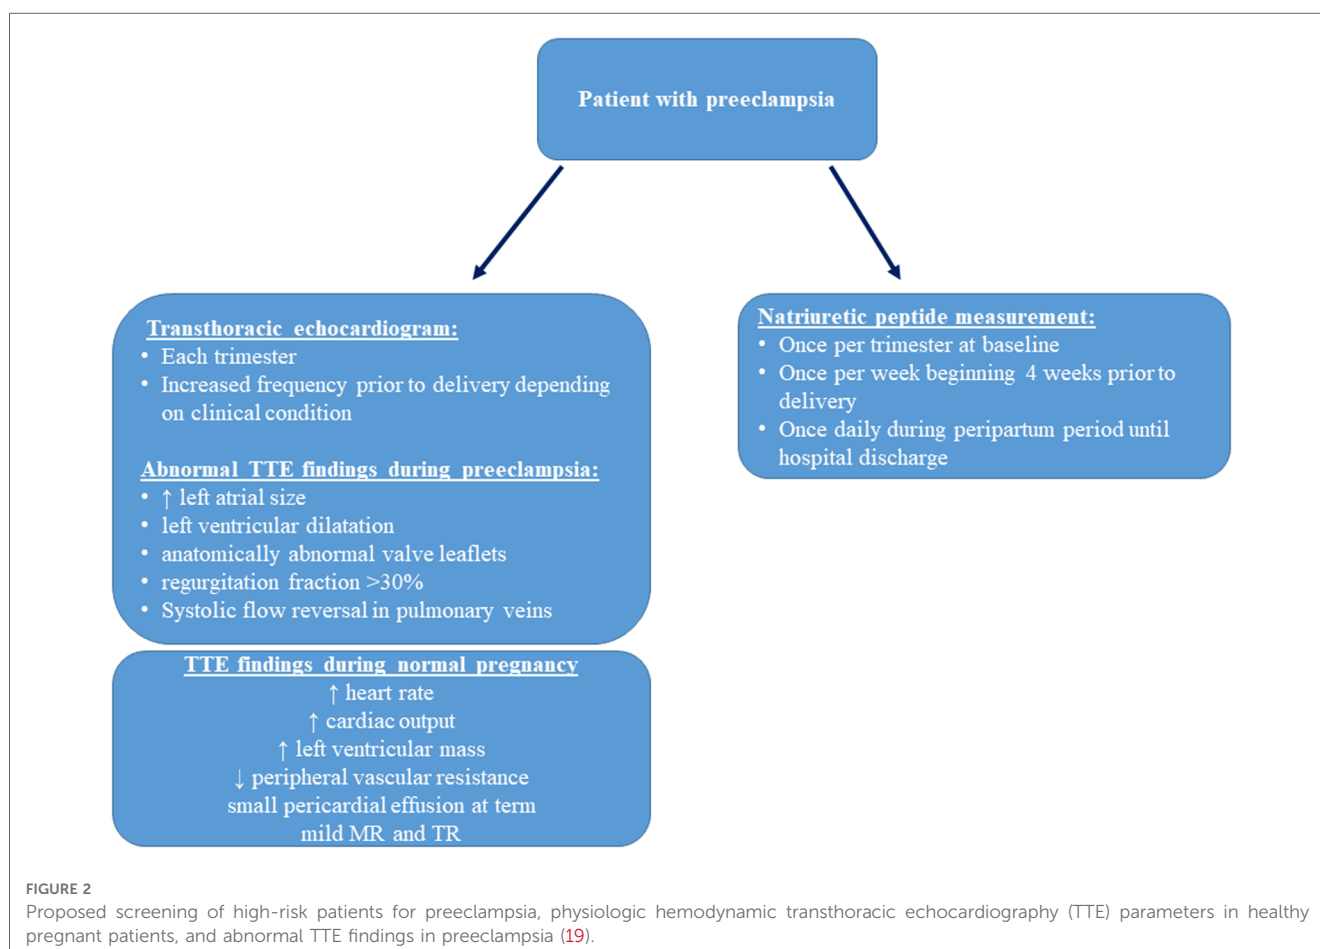 Patient with preeclampsia
Transthoracic echocardiogram:
• Each trimester
• Increased frequency prior to delivery depending
on clinical condition
Abnormal TTE findings during preeclampsia:
• ↑ left atrial size
• left ventricular dilatation
• anatomically abnormal valve leaflets
• regurgitation fraction >30%
• Systolic flow reversal in pulmonary veins
TTE findings during normal pregnancy
↑ heart rate
↑ cardiac output
↑ left ventricular mass
↓ peripheral vascular resistance
small pericardial effusion at term
mild MR and TR
Natriuretic peptide measurement:
• Once per trimester at baseline
• Once per week beginning 4 weeks prior to
delivery
• Once daily during peripartum period until
hospital discharge
FIGURE 2
Proposed screening of high-risk patients for preeclampsia, physiologic hemodynamic transthoracic echocardiography (TTE) parameters in healthy
pregnant patients, and abnormal TTE findings in preeclampsia (19).